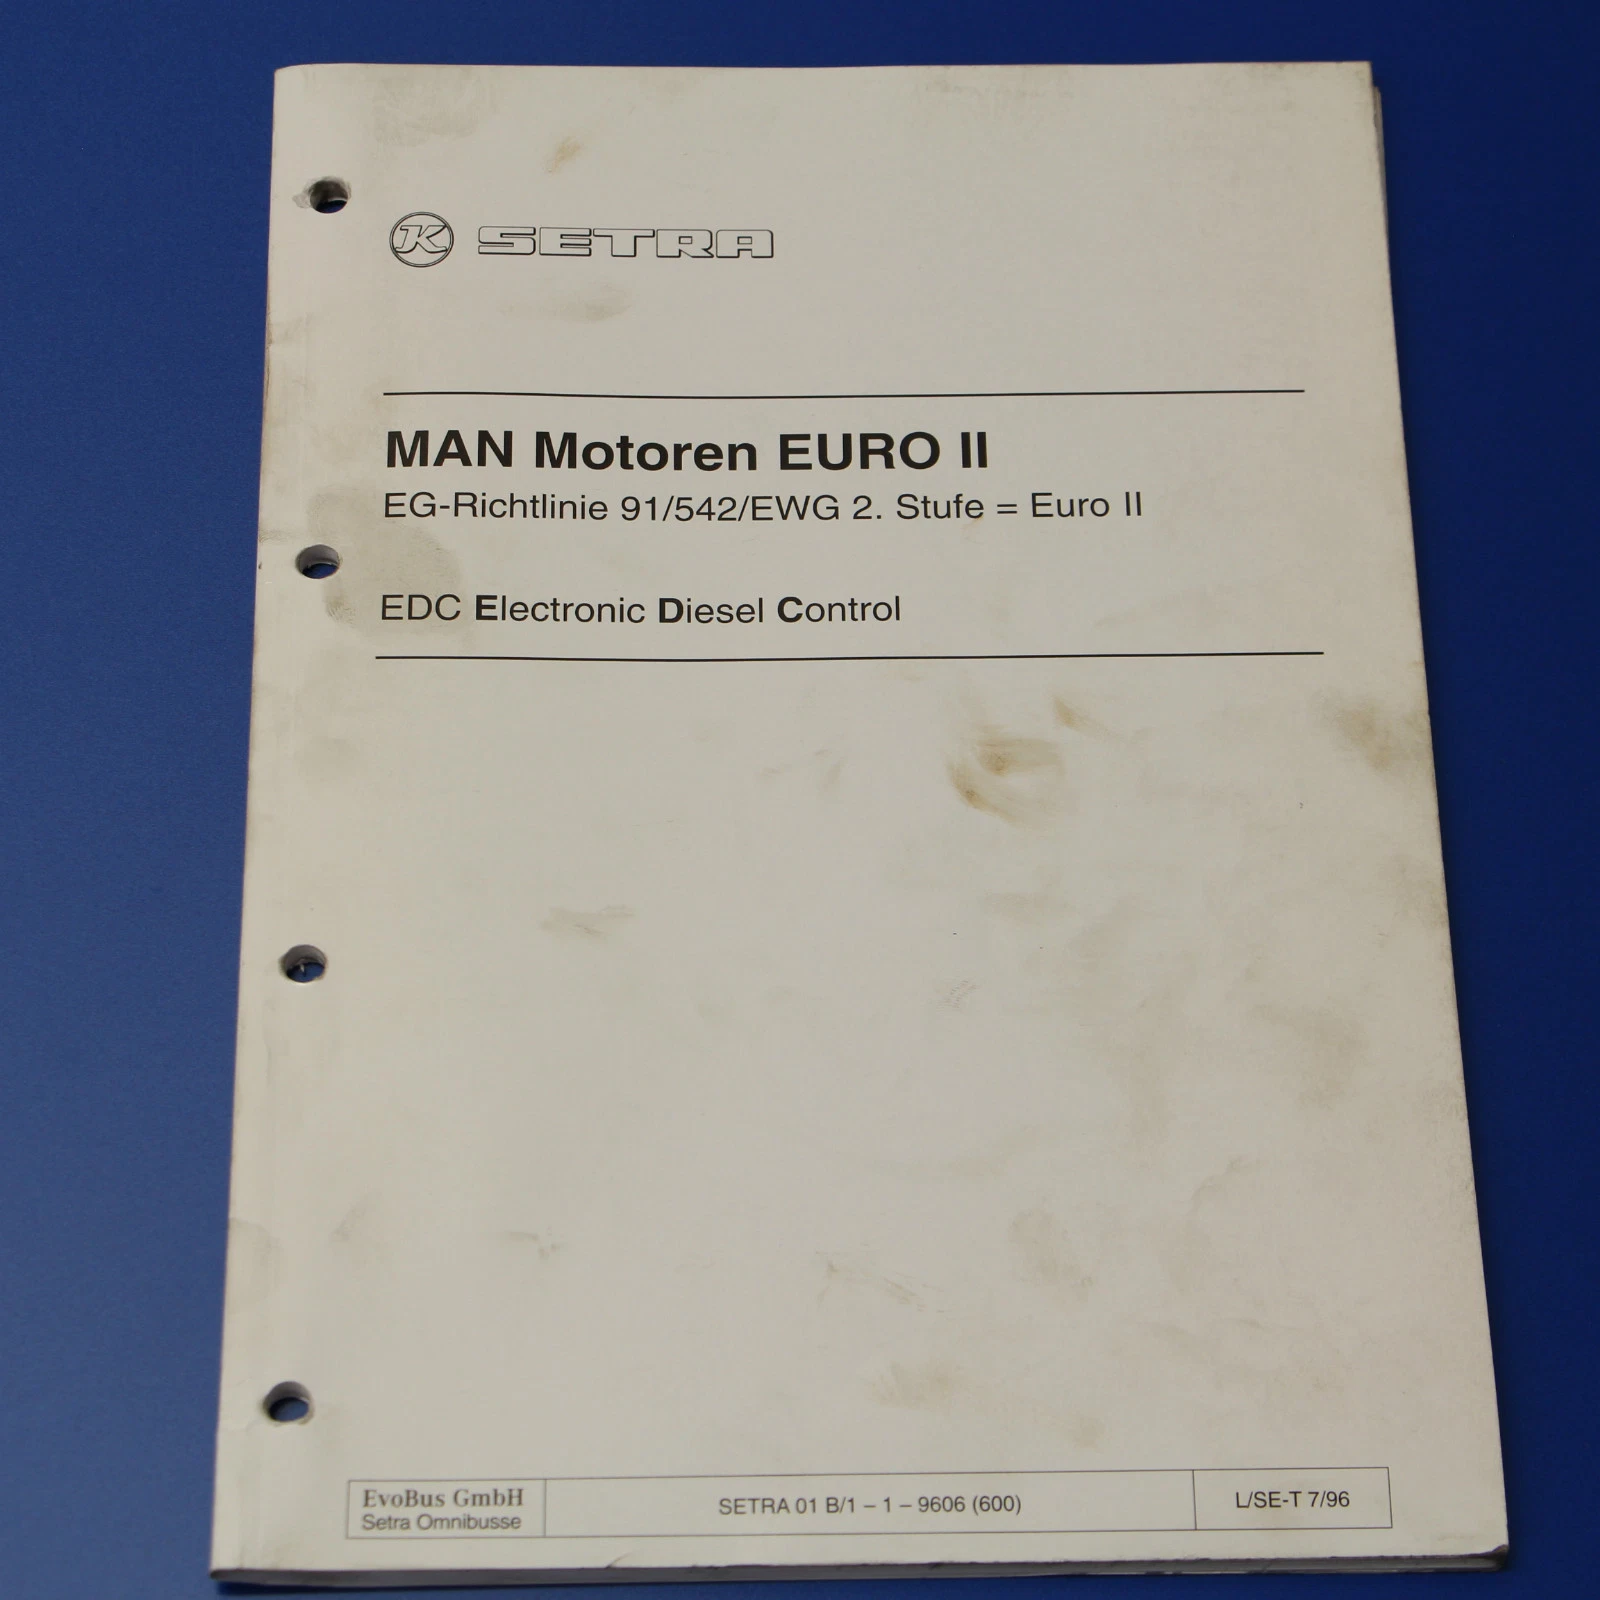 K SETRA
MAN Motoren EURO II
EG-Richtlinie 91/542/EWG 2. Stufe = Euro II
EDC Electronic Diesel Control
EvoBus GmbH
Setra Omnibusse
SETRA 01 B/1 – 1 – 9606 (600)
L/SE-T 7/96